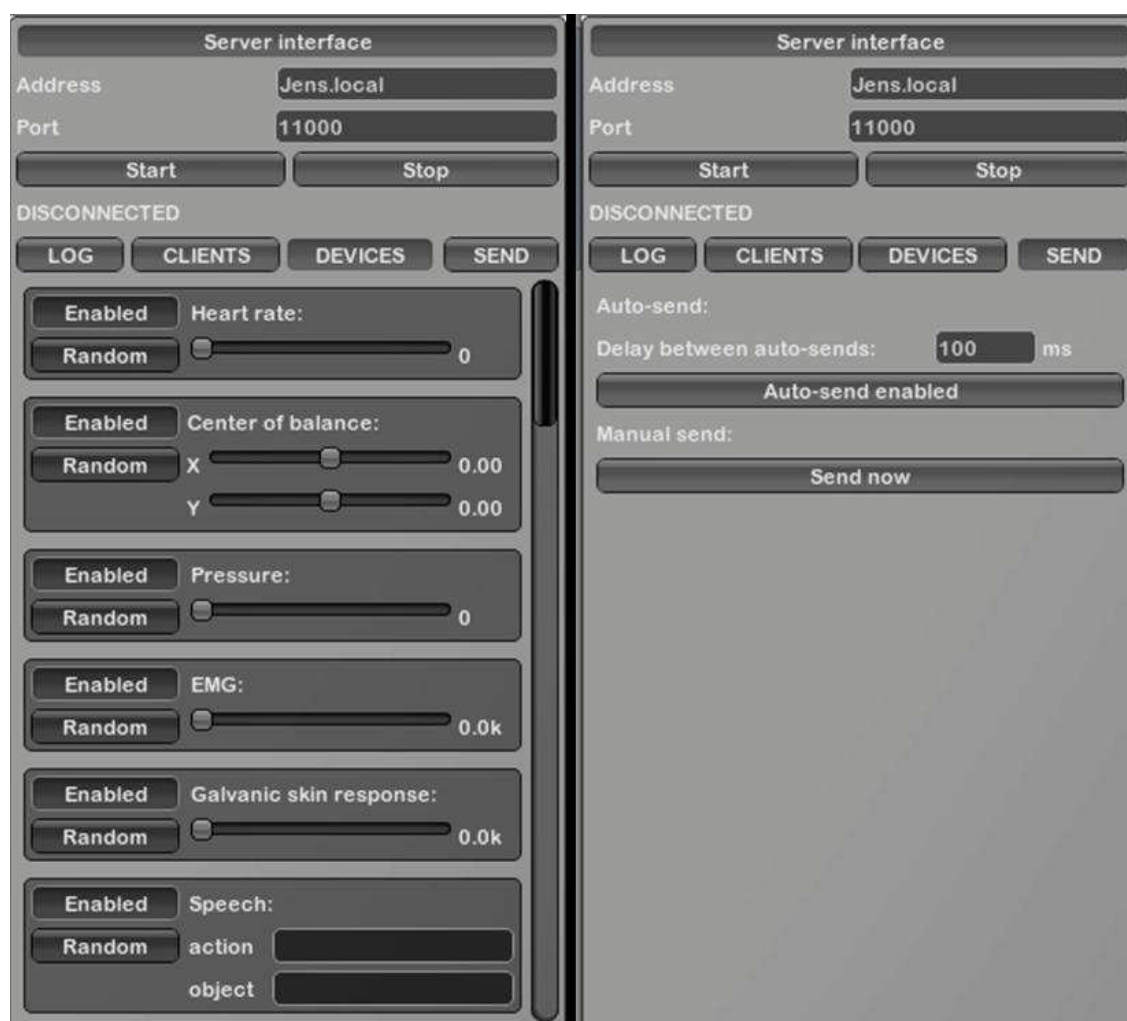 Server interface
Address Jens.local
Port 11000
Start Stop
DISCONNECTED
LOG CLIENTS DEVICES SEND
Enabled Heart rate:
Random 0
Enabled Center of balance:
Random X 0.00
Y 0.00
Enabled Pressure:
Random 0
Enabled EMG:
Random 0.0k
Enabled Galvanic skin response:
Random 0.0k
Enabled Speech:
Random action
object
Server interface
Address Jens.local
Port 11000
Start Stop
DISCONNECTED
LOG CLIENTS DEVICES SEND
Auto-send:
Delay between auto-sends: 100 ms
Auto-send enabled
Manual send:
Send now